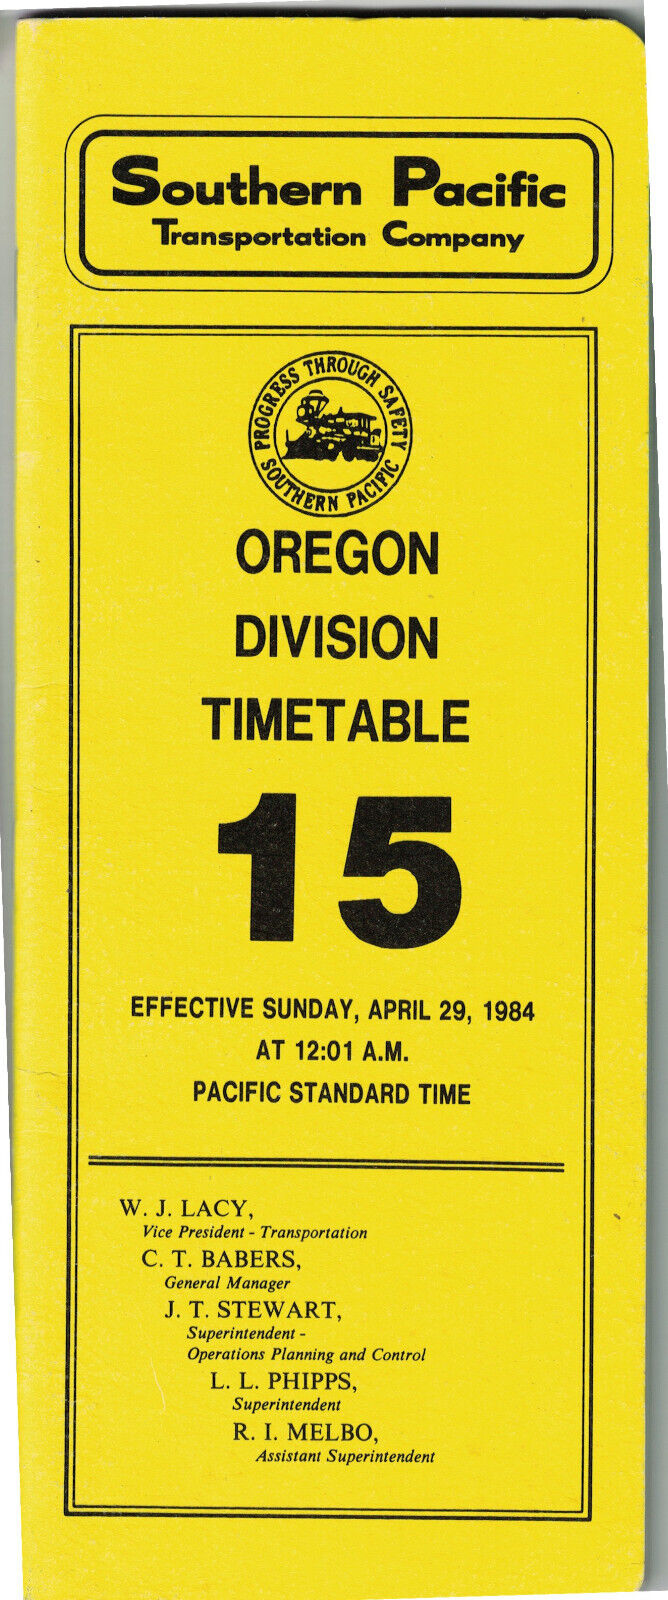 Southern Pacific
Transportation Company
PROGRESS THROUGH SAFETY
SOUTHERN PACIFIC
OREGON
DIVISION
TIMETABLE
15
EFFECTIVE SUNDAY, APRIL 29, 1984
AT 12:01 A.M.
PACIFIC STANDARD TIME
W. J. LACY,
Vice President - Transportation
C. T. BABERS,
General Manager
J. T. STEWART,
Superintendent -
Operations Planning and Control
L. L. PHIPPS,
Superintendent
R. I. MELBO,
Assistant Superintendent